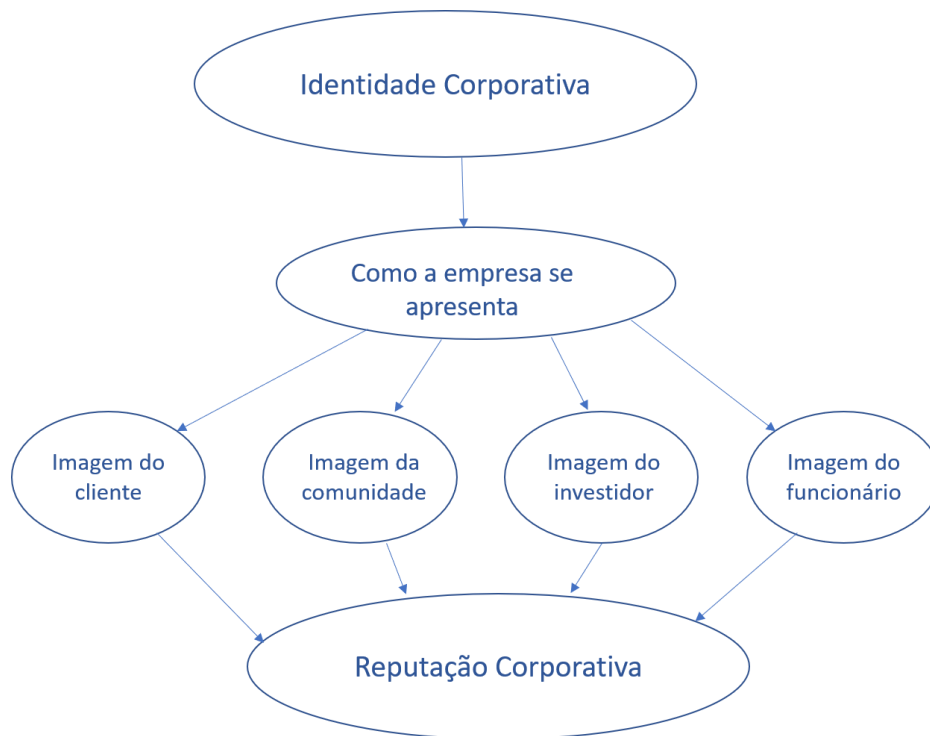 Identidade Corporativa
Como a empresa se
apresenta
Imagem do
cliente
Imagem da
comunidade
Imagem do
investidor
Imagem do
funcionário
Reputação Corporativa